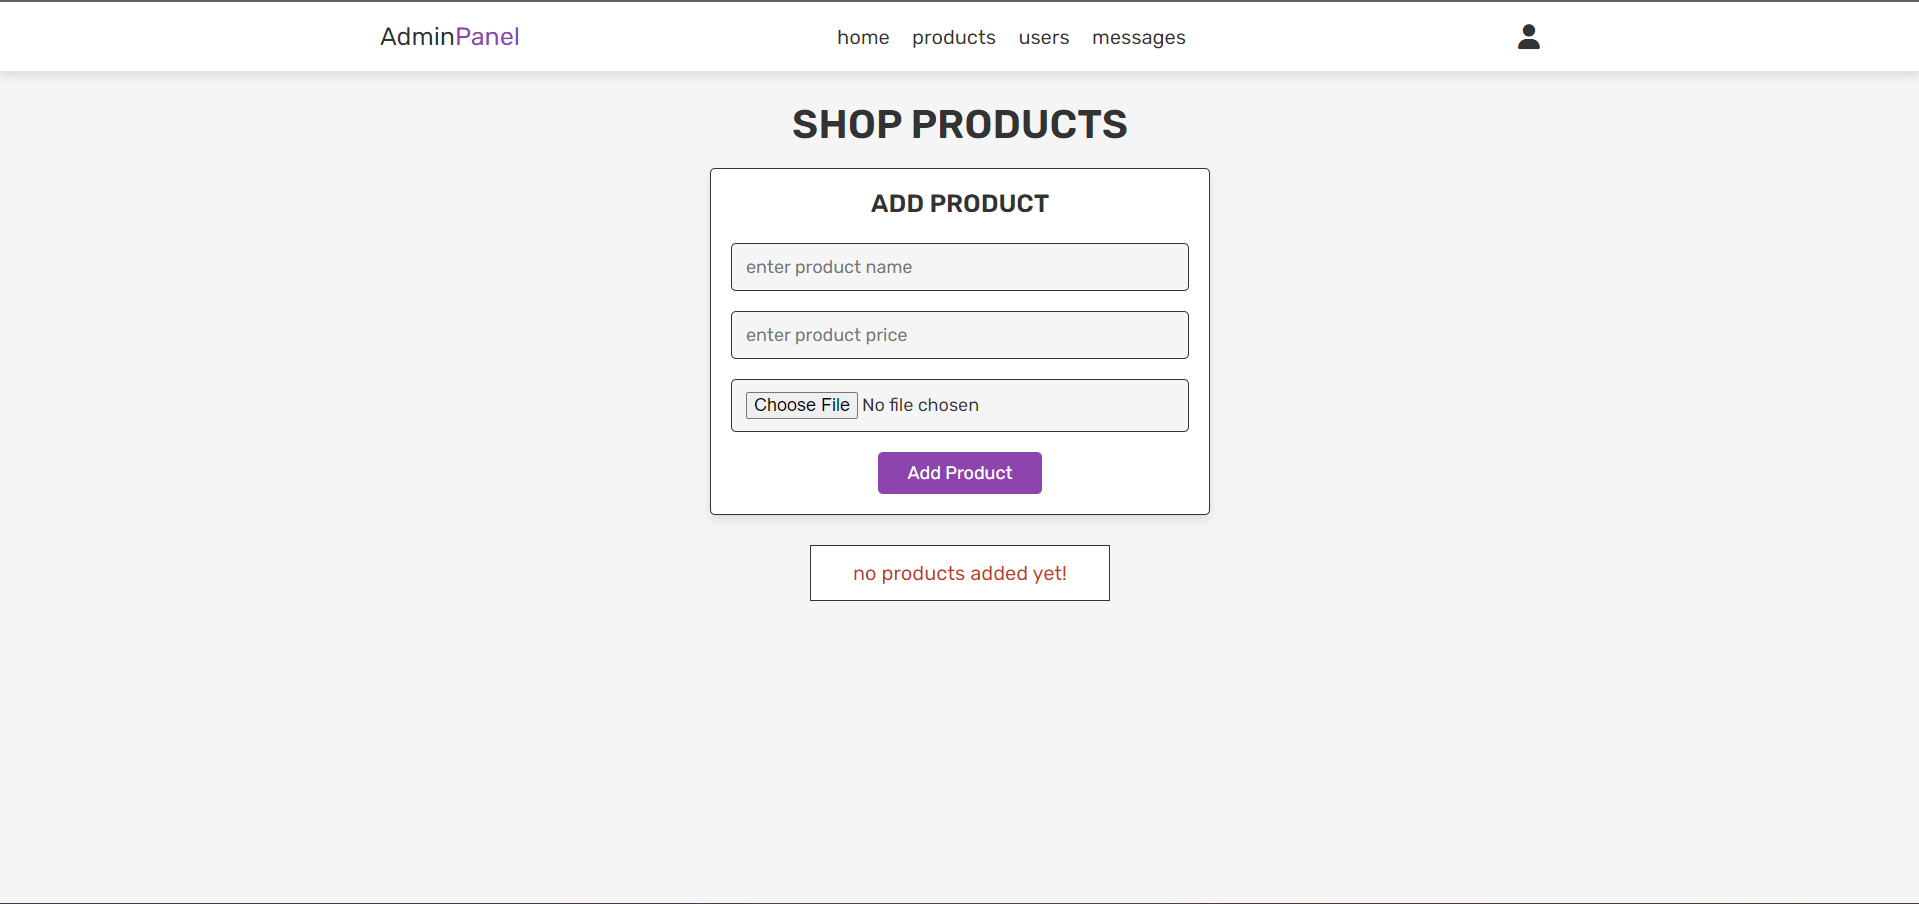 AdminPanel
home products users messages
SHOP PRODUCTS
ADD PRODUCT
enter product name
enter product price
Choose File No file chosen
Add Product
no products added yet!